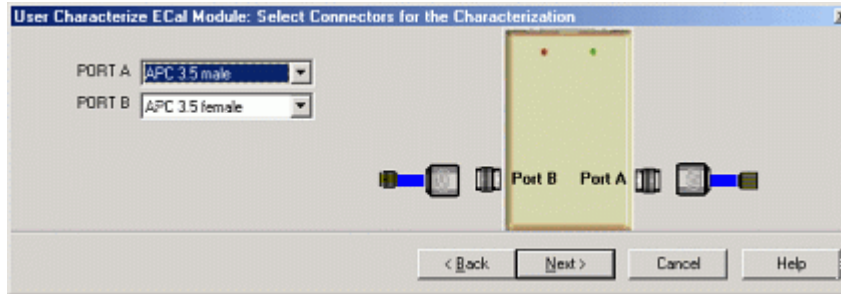 User Characterize ECal Module: Select Connectors for the Characterization
PORT A APC 3.5 male
PORT B APC 3.5 female
Port B Port A
< Back Next > Cancel Help